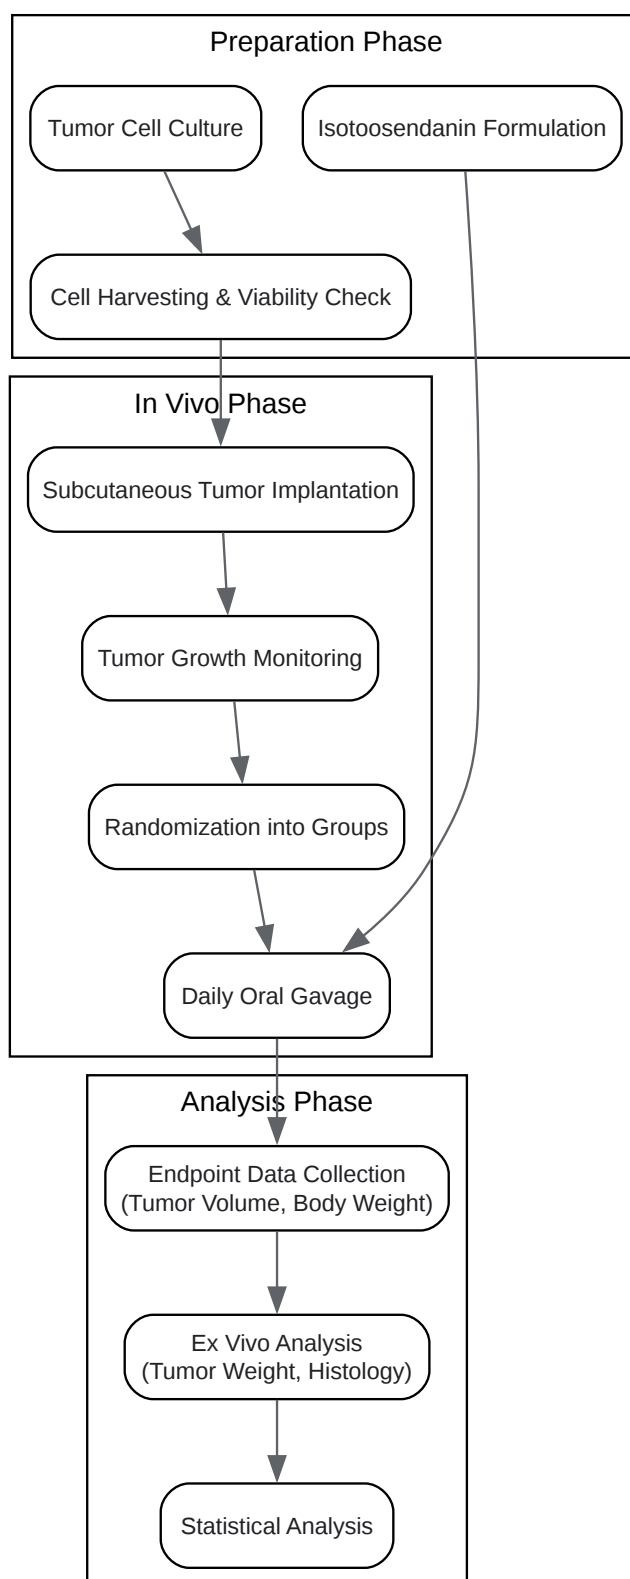 Preparation Phase
Tumor Cell Culture
Isotoosendanin Formulation
Cell Harvesting & Viability Check
In Vivo Phase
Subcutaneous Tumor Implantation
Tumor Growth Monitoring
Randomization into Groups
Daily Oral Gavage
Analysis Phase
Endpoint Data Collection
(Tumor Volume, Body Weight)
Ex Vivo Analysis
(Tumor Weight, Histology)
Statistical Analysis